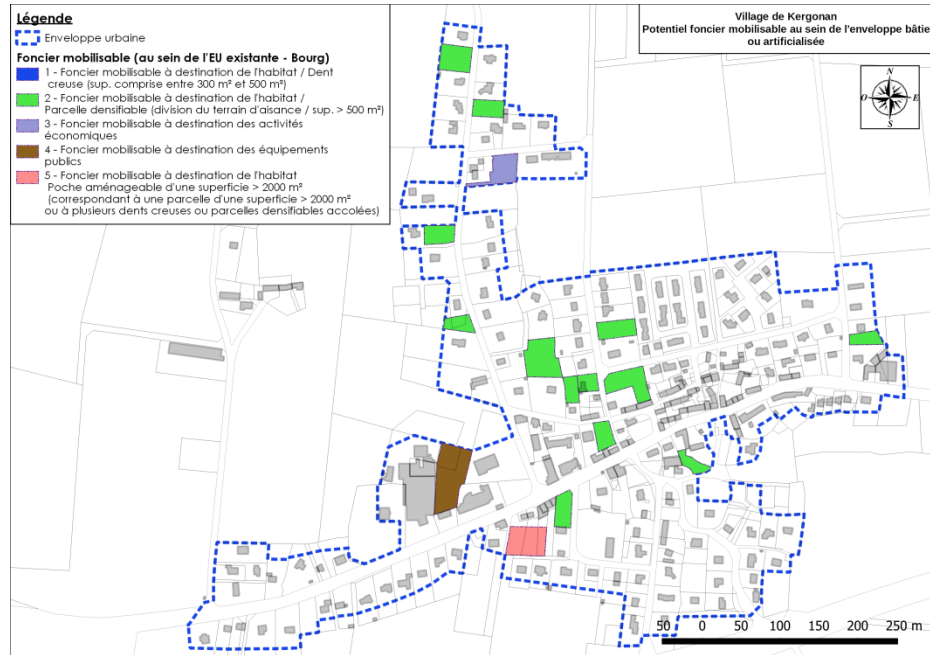 Légende
Enveloppe urbaine
Foncier mobilisable (au sein de l'EU existante - Bourg)
1 - Foncier mobilisable à destination de l'habitat / Dent
creuse (sup. comprise entre 300 m² et 500 m²)
2 - Foncier mobilisable à destination de l'habitat /
Parcelle densifiable (division du terrain d'aisance / sup. > 500 m²)
3 - Foncier mobilisable à destination des activités
économiques
4 - Foncier mobilisable à destination des équipements
publics
5 - Foncier mobilisable à destination de l'habitat
Poche aménageable d'une superficie > 2000 m²
(correspondant à une parcelle d'une superficie > 2000 m²
ou à plusieurs dents creuses ou parcelles densifiables accolées)
Village de Kergonan
Potentiel foncier mobilisable au sein de l'enveloppe bâtie
ou artificialisée
N
O
E
S
50 0 50 100 150 200 250 m